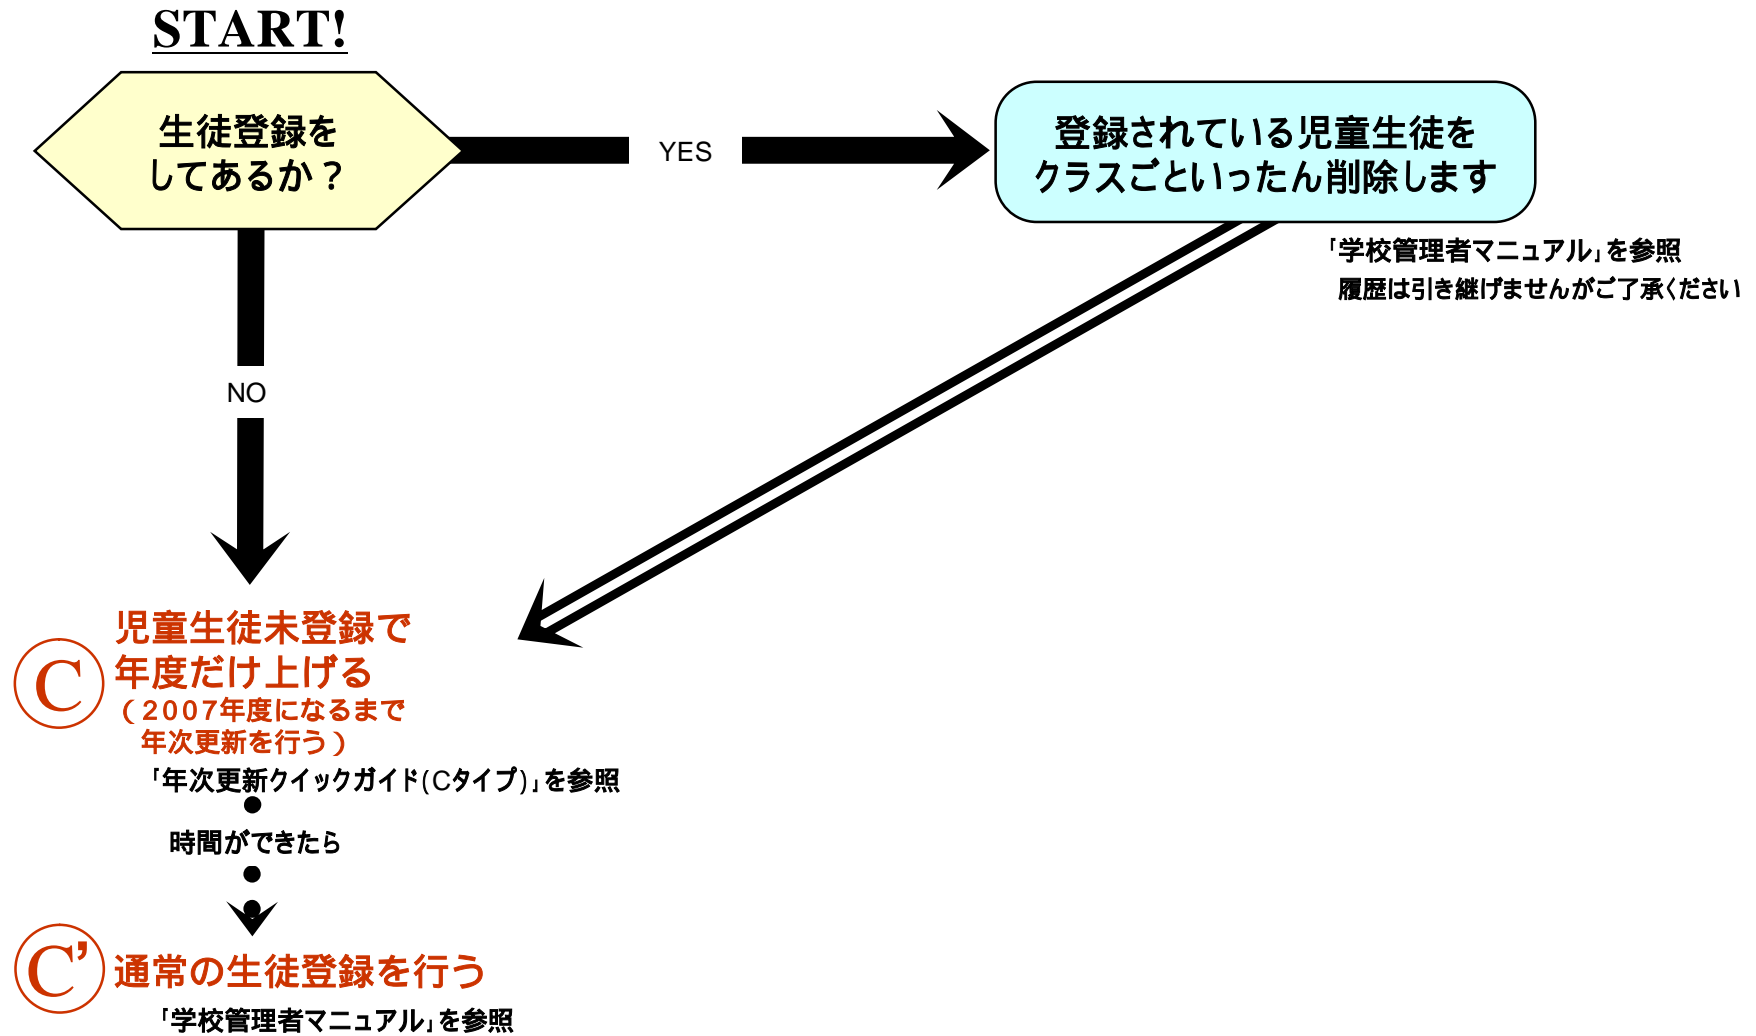 START!
生徒登録を
してあるか？
YES
登録されている児童生徒を
クラスごといったん削除します
「学校管理者マニュアル」を参照
履歴は引き継げませんがご了承ください
NO
C
児童生徒未登録で
年度だけ上げる
（2007年度になるまで
年次更新を行う）
「年次更新クイックガイド(Cタイプ)」を参照
時間ができたら
C’
通常の生徒登録を行う
「学校管理者マニュアル」を参照